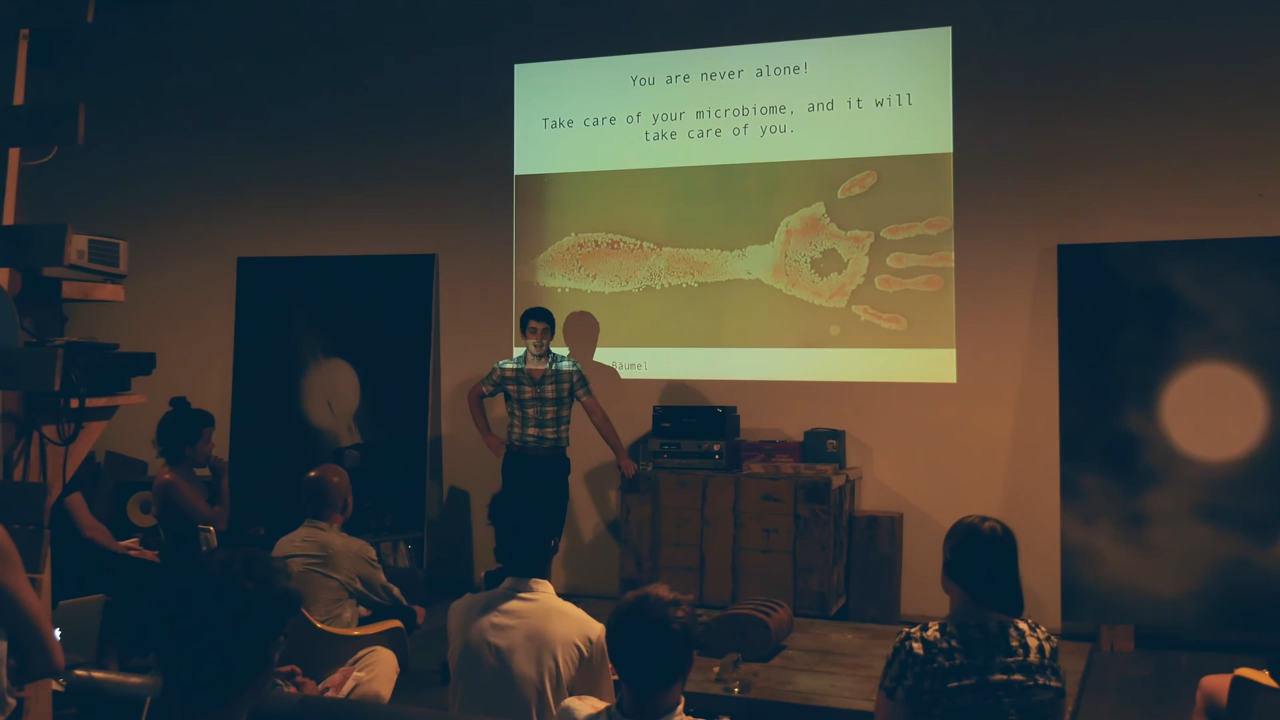 You are never alone!
Take care of your microbiome, and it will
take care of you.
Bäumel